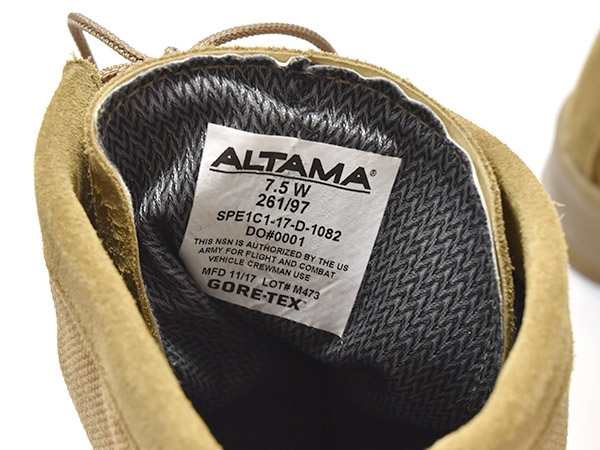 ALTAMA®
7.5 W
261/97
SPE1C1-17-D-1082
DO#0001
THIS NSN IS AUTHORIZED BY THE US
ARMY FOR FLIGHT AND COMBAT
VEHICLE CREWMAN USE
MFD 11/17 LOT# M473
GORE-TEX™